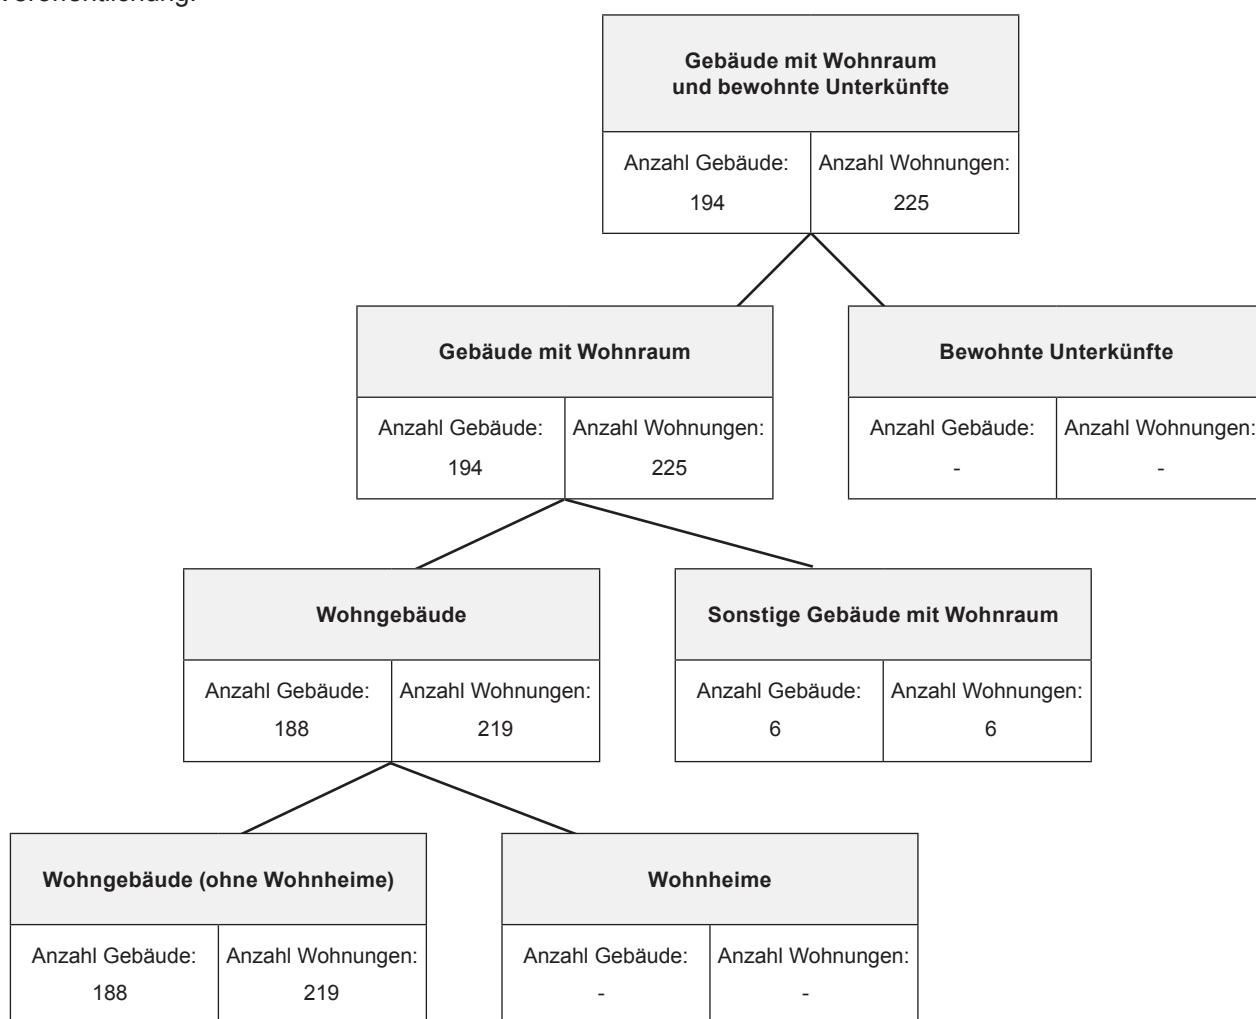 Gebäude mit Wohnraum
und bewohnte Unterkünfte
Anzahl Gebäude: Anzahl Wohnungen:
194 225
Gebäude mit Wohnraum
Bewohnte Unterkünfte
Anzahl Gebäude: Anzahl Wohnungen:
194 225
Anzahl Gebäude: Anzahl Wohnungen:
- -
Wohngebäude
Sonstige Gebäude mit Wohnraum
Anzahl Gebäude: Anzahl Wohnungen:
188 219
Anzahl Gebäude: Anzahl Wohnungen:
6 6
Wohngebäude (ohne Wohnheime)
Wohnheime
Anzahl Gebäude: Anzahl Wohnungen:
188 219
Anzahl Gebäude: Anzahl Wohnungen:
- -